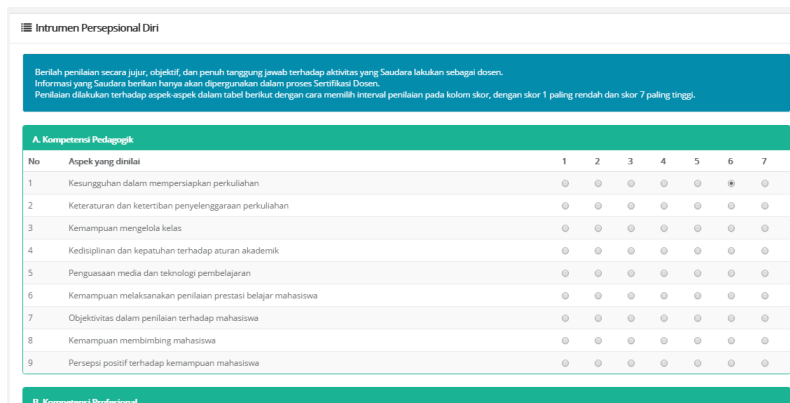 Intrumen Persepsional Diri
Berilah penilaian secara jujur, objektif, dan penuh tanggung jawab terhadap aktivitas yang Saudara lakukan sebagai dosen.
Informasi yang Saudara berikan hanya akan dipergunakan dalam proses Sertifikasi Dosen.
Penilaian dilakukan terhadap aspek-aspek dalam tabel berikut dengan cara memilih interval penilaian pada kolom skor, dengan skor 1 paling rendah dan skor 7 paling tinggi.
A. Kompetensi Pedagogik
No Aspek yang dinilai 1 2 3 4 5 6 7
1 Kesungguhan dalam mempersiapkan perkuliahan
2 Keteraturan dan ketertiban penyelenggaraan perkuliahan
3 Kemampuan mengelola kelas
4 Kedisiplinan dan kepatuhan terhadap aturan akademik
5 Penguasaan media dan teknologi pembelajaran
6 Kemampuan melaksanakan penilaian prestasi belajar mahasiswa
7 Objektivitas dalam penilaian terhadap mahasiswa
8 Kemampuan membimbing mahasiswa
9 Persepsi positif terhadap kemampuan mahasiswa
B. Kompetensi Profesional